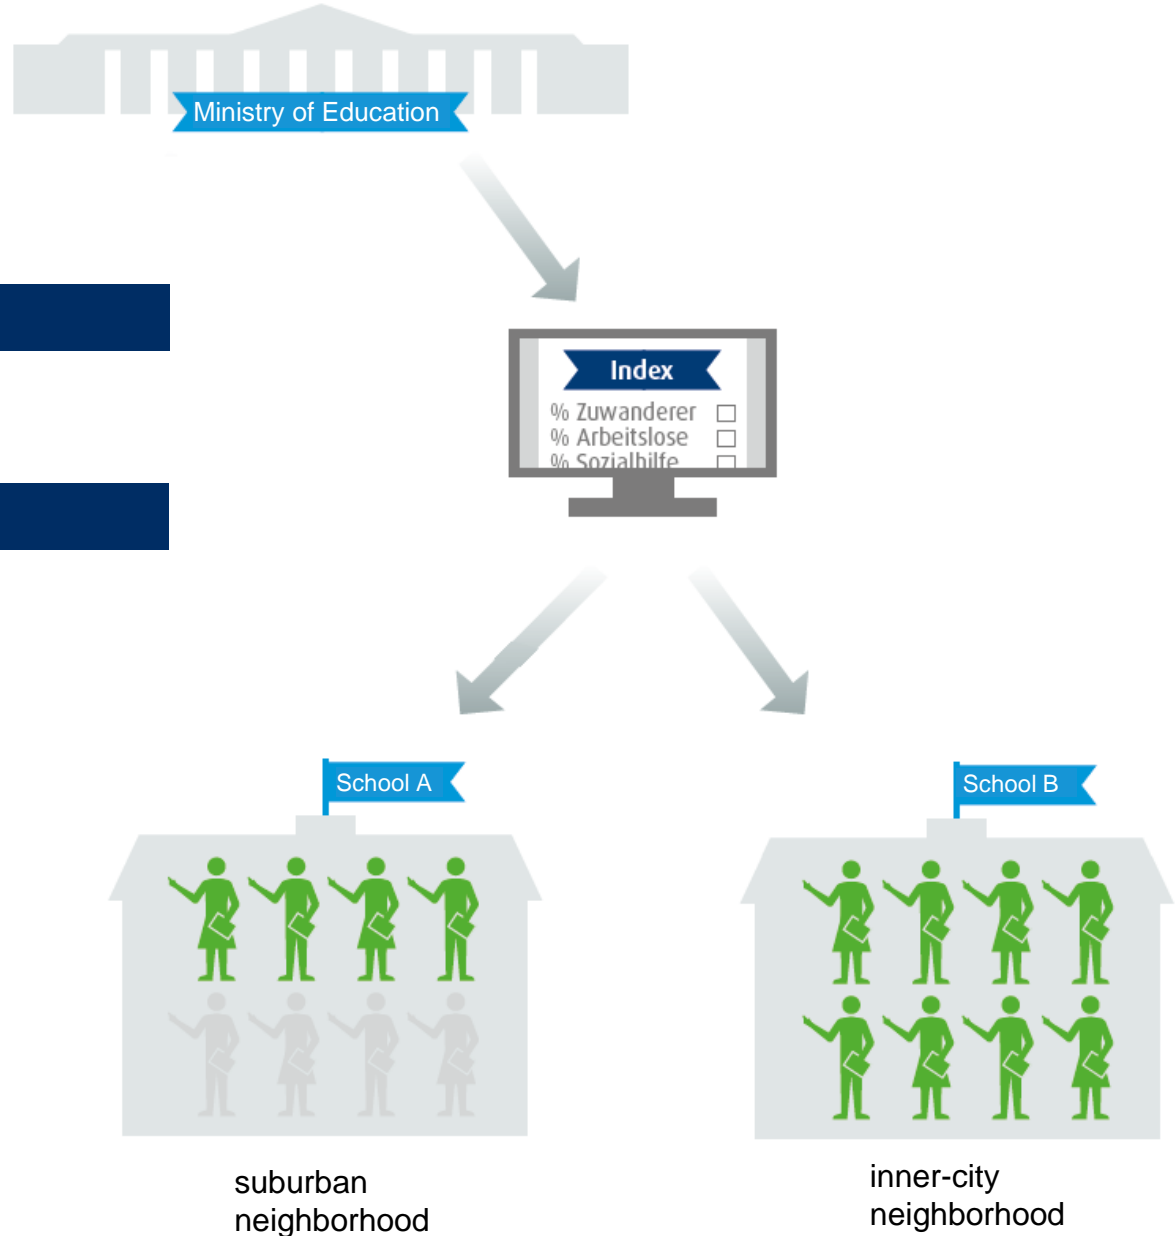 Ministry of Education
Index
% Zuwanderer
% Arbeitslose
% Sozialhilfe
School A
School B
suburban
neighborhood
inner-city
neighborhood